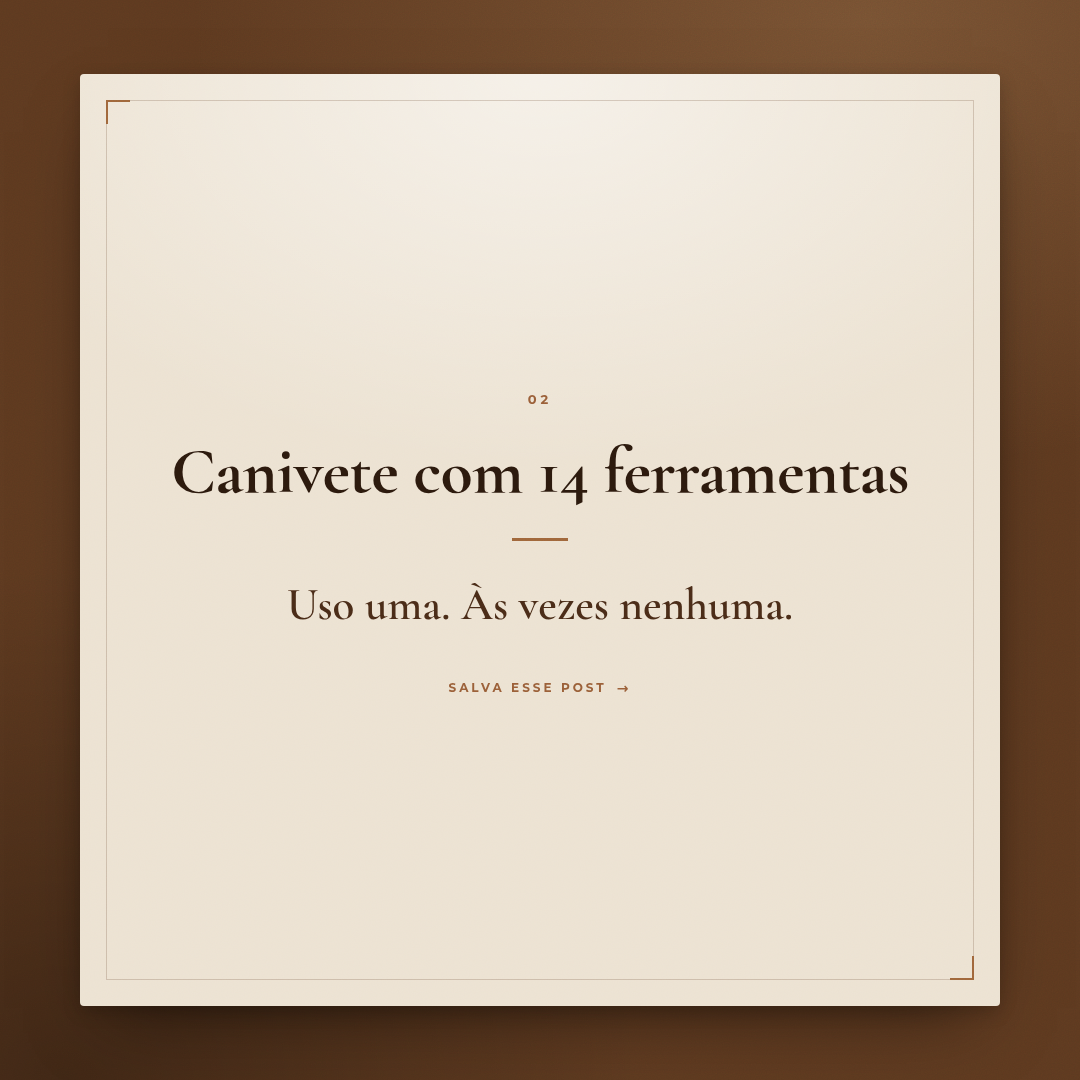 02
Canivete com 14 ferramentas
Uso uma. Às vezes nenhuma.
SALVA ESSE POST →